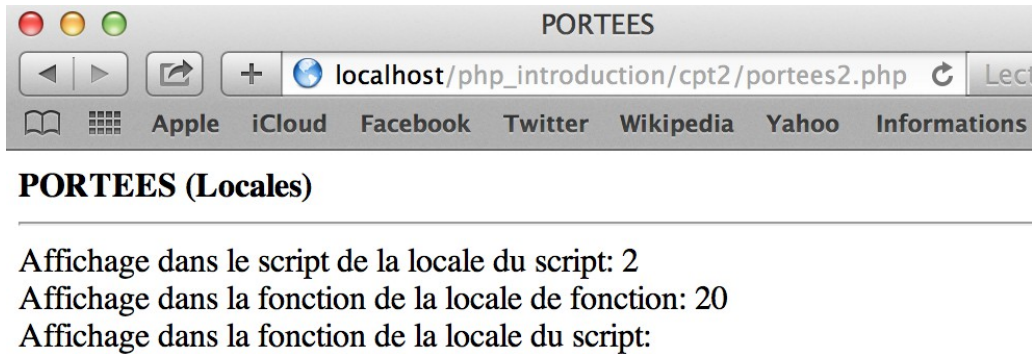 PORTEES
localhost/php_introduction/cpt2/portees2.php Lect
Apple iCloud Facebook Twitter Wikipedia Yahoo Informations
PORTEES (Locales)
Affichage dans le script de la locale du script: 2
Affichage dans la fonction de la locale de fonction: 20
Affichage dans la fonction de la locale du script: